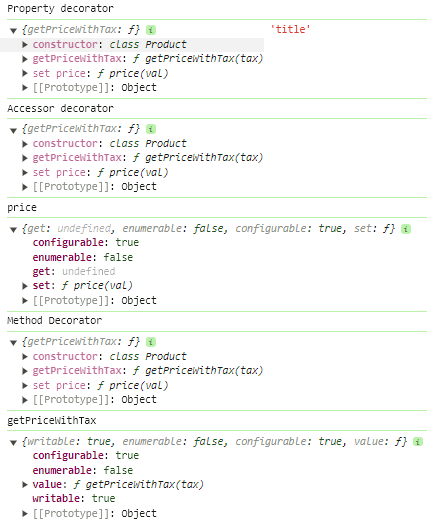 Property decorator
▼ {getPriceWithTax: ƒ} i 'title'
▶ constructor: class Product
▶ getPriceWithTax: ƒ getPriceWithTax(tax)
▶ set price: ƒ price(val)
▶ [[Prototype]]: Object
Accessor decorator
▼ {getPriceWithTax: ƒ} i
▶ constructor: class Product
▶ getPriceWithTax: ƒ getPriceWithTax(tax)
▶ set price: ƒ price(val)
▶ [[Prototype]]: Object
price
▼ {get: undefined, enumerable: false, configurable: true, set: ƒ} i
configurable: true
enumerable: false
get: undefined
▶ set: ƒ price(val)
▶ [[Prototype]]: Object
Method Decorator
▼ {getPriceWithTax: ƒ} i
▶ constructor: class Product
▶ getPriceWithTax: ƒ getPriceWithTax(tax)
▶ set price: ƒ price(val)
▶ [[Prototype]]: Object
getPriceWithTax
▼ {writable: true, enumerable: false, configurable: true, value: ƒ} i
configurable: true
enumerable: false
▶ value: ƒ getPriceWithTax(tax)
writable: true
▶ [[Prototype]]: Object